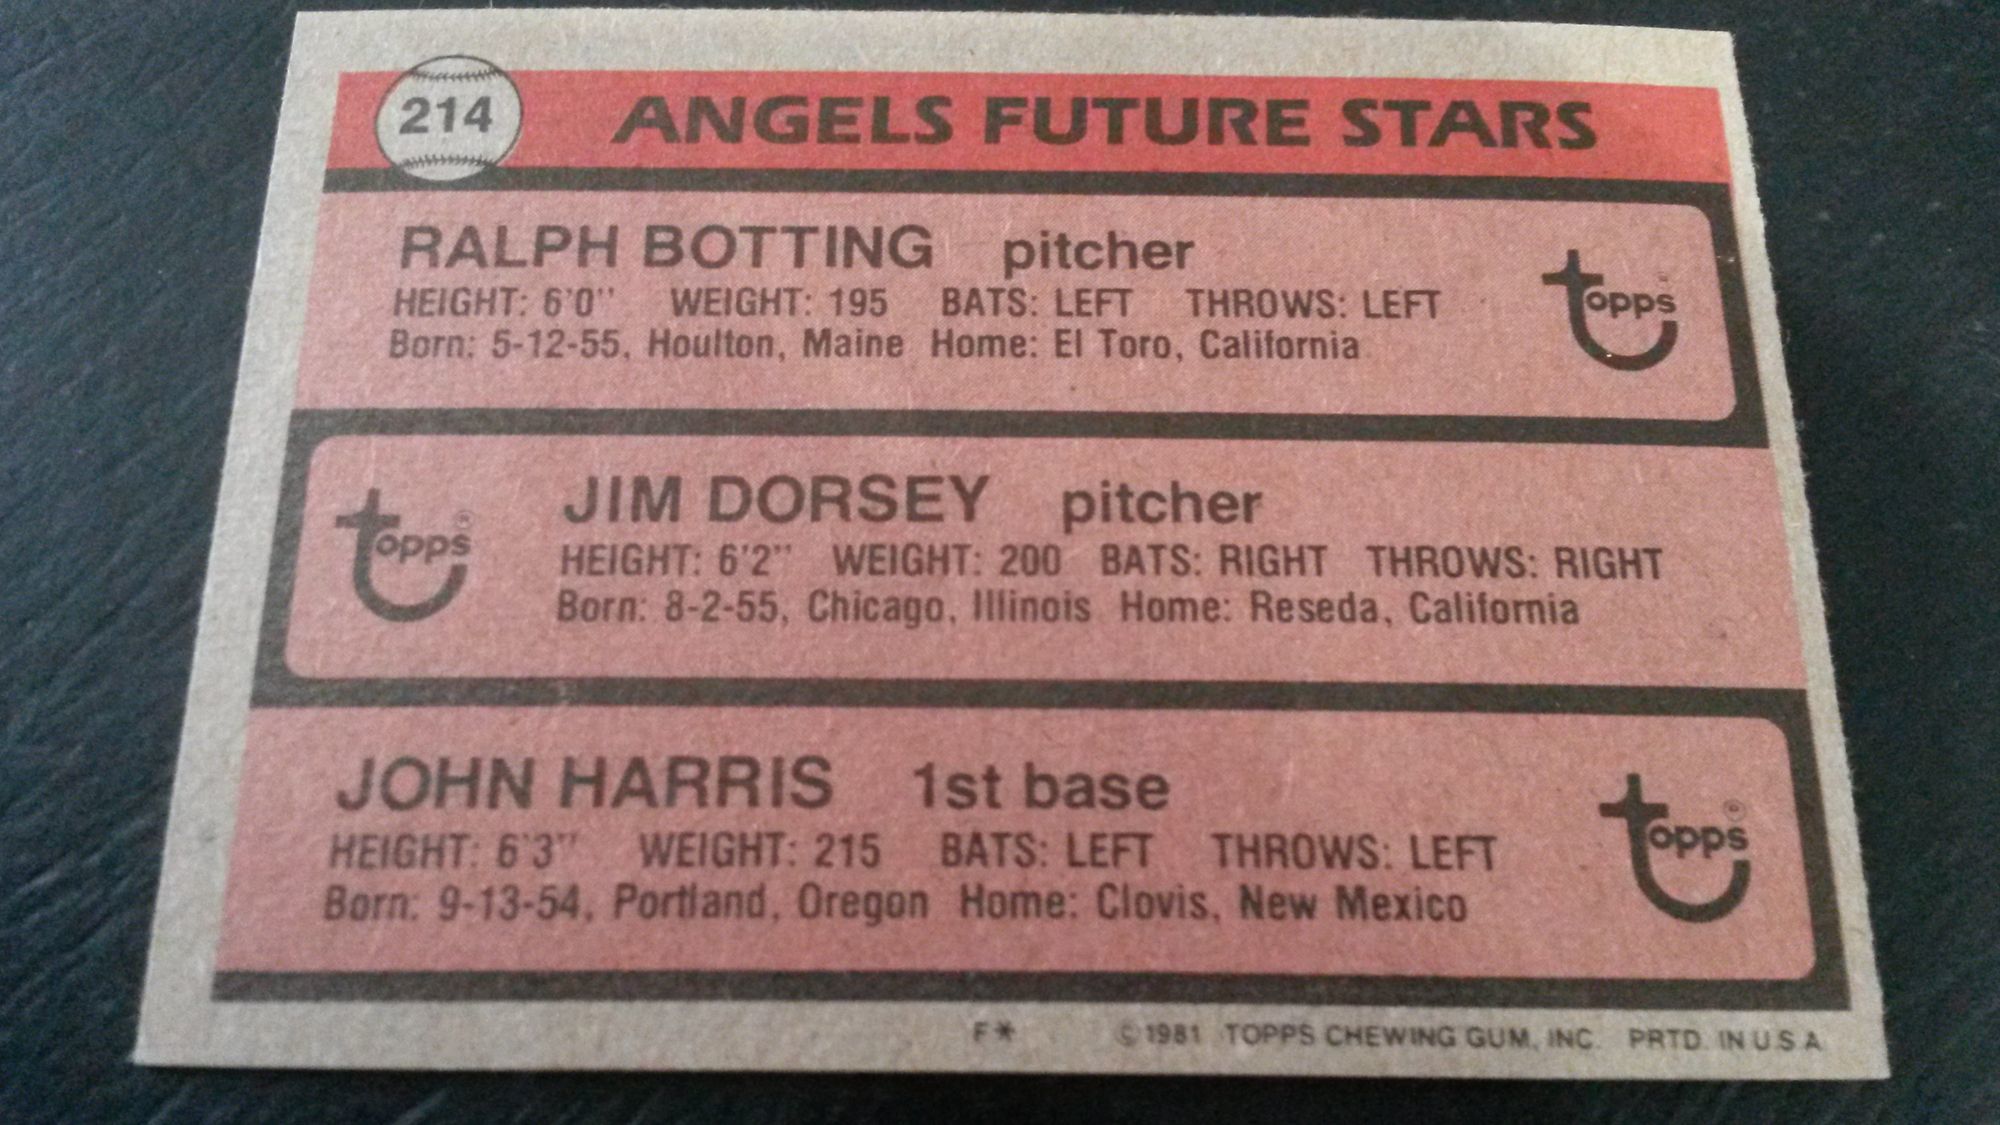 214
ANGELS FUTURE STARS
RALPH BOTTING pitcher
HEIGHT: 6'0" WEIGHT: 195 BATS: LEFT THROWS: LEFT
Born: 5-12-55, Houlton, Maine Home: El Toro, California
topps
JIM DORSEY pitcher
HEIGHT: 6'2" WEIGHT: 200 BATS: RIGHT THROWS: RIGHT
Born: 8-2-55, Chicago, Illinois Home: Reseda, California
topps®
JOHN HARRIS 1st base
HEIGHT: 6'3" WEIGHT: 215 BATS: LEFT THROWS: LEFT
Born: 9-13-54, Portland, Oregon Home: Clovis, New Mexico
topps®
F* © 1981 TOPPS CHEWING GUM, INC. PRTD. IN U.S.A.